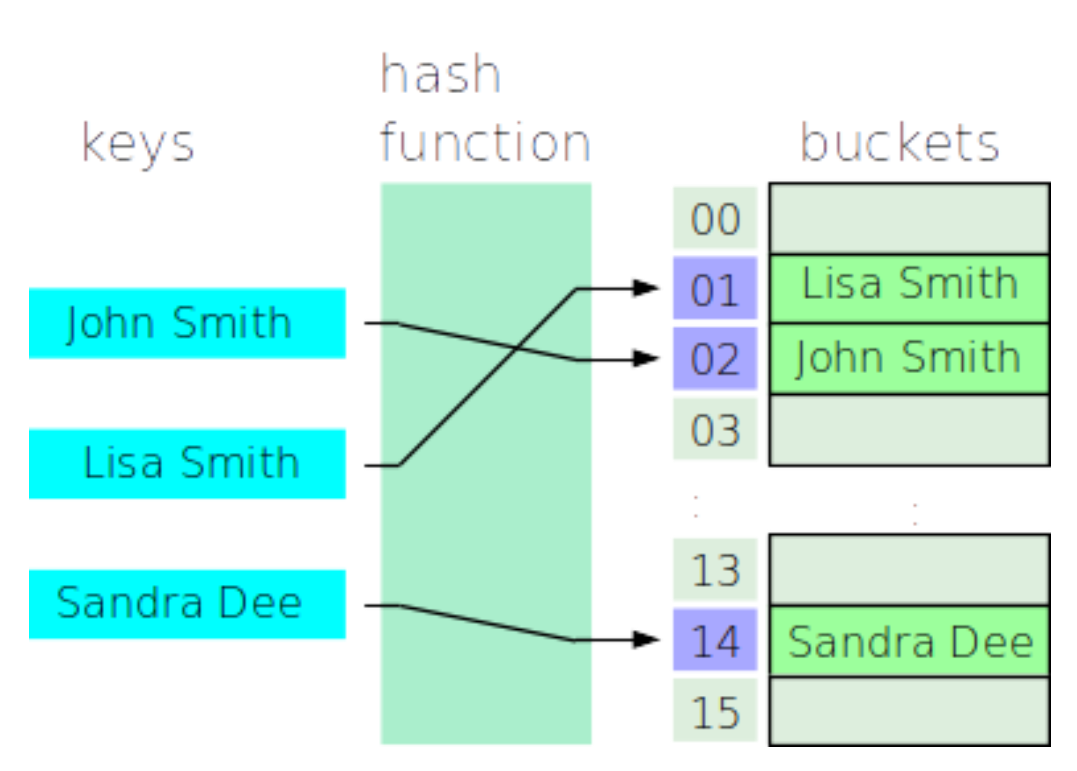 hash
function
keys
buckets
John Smith
Lisa Smith
Sandra Dee
00
01 Lisa Smith
02 John Smith
03
: :
13
14 Sandra Dee
15